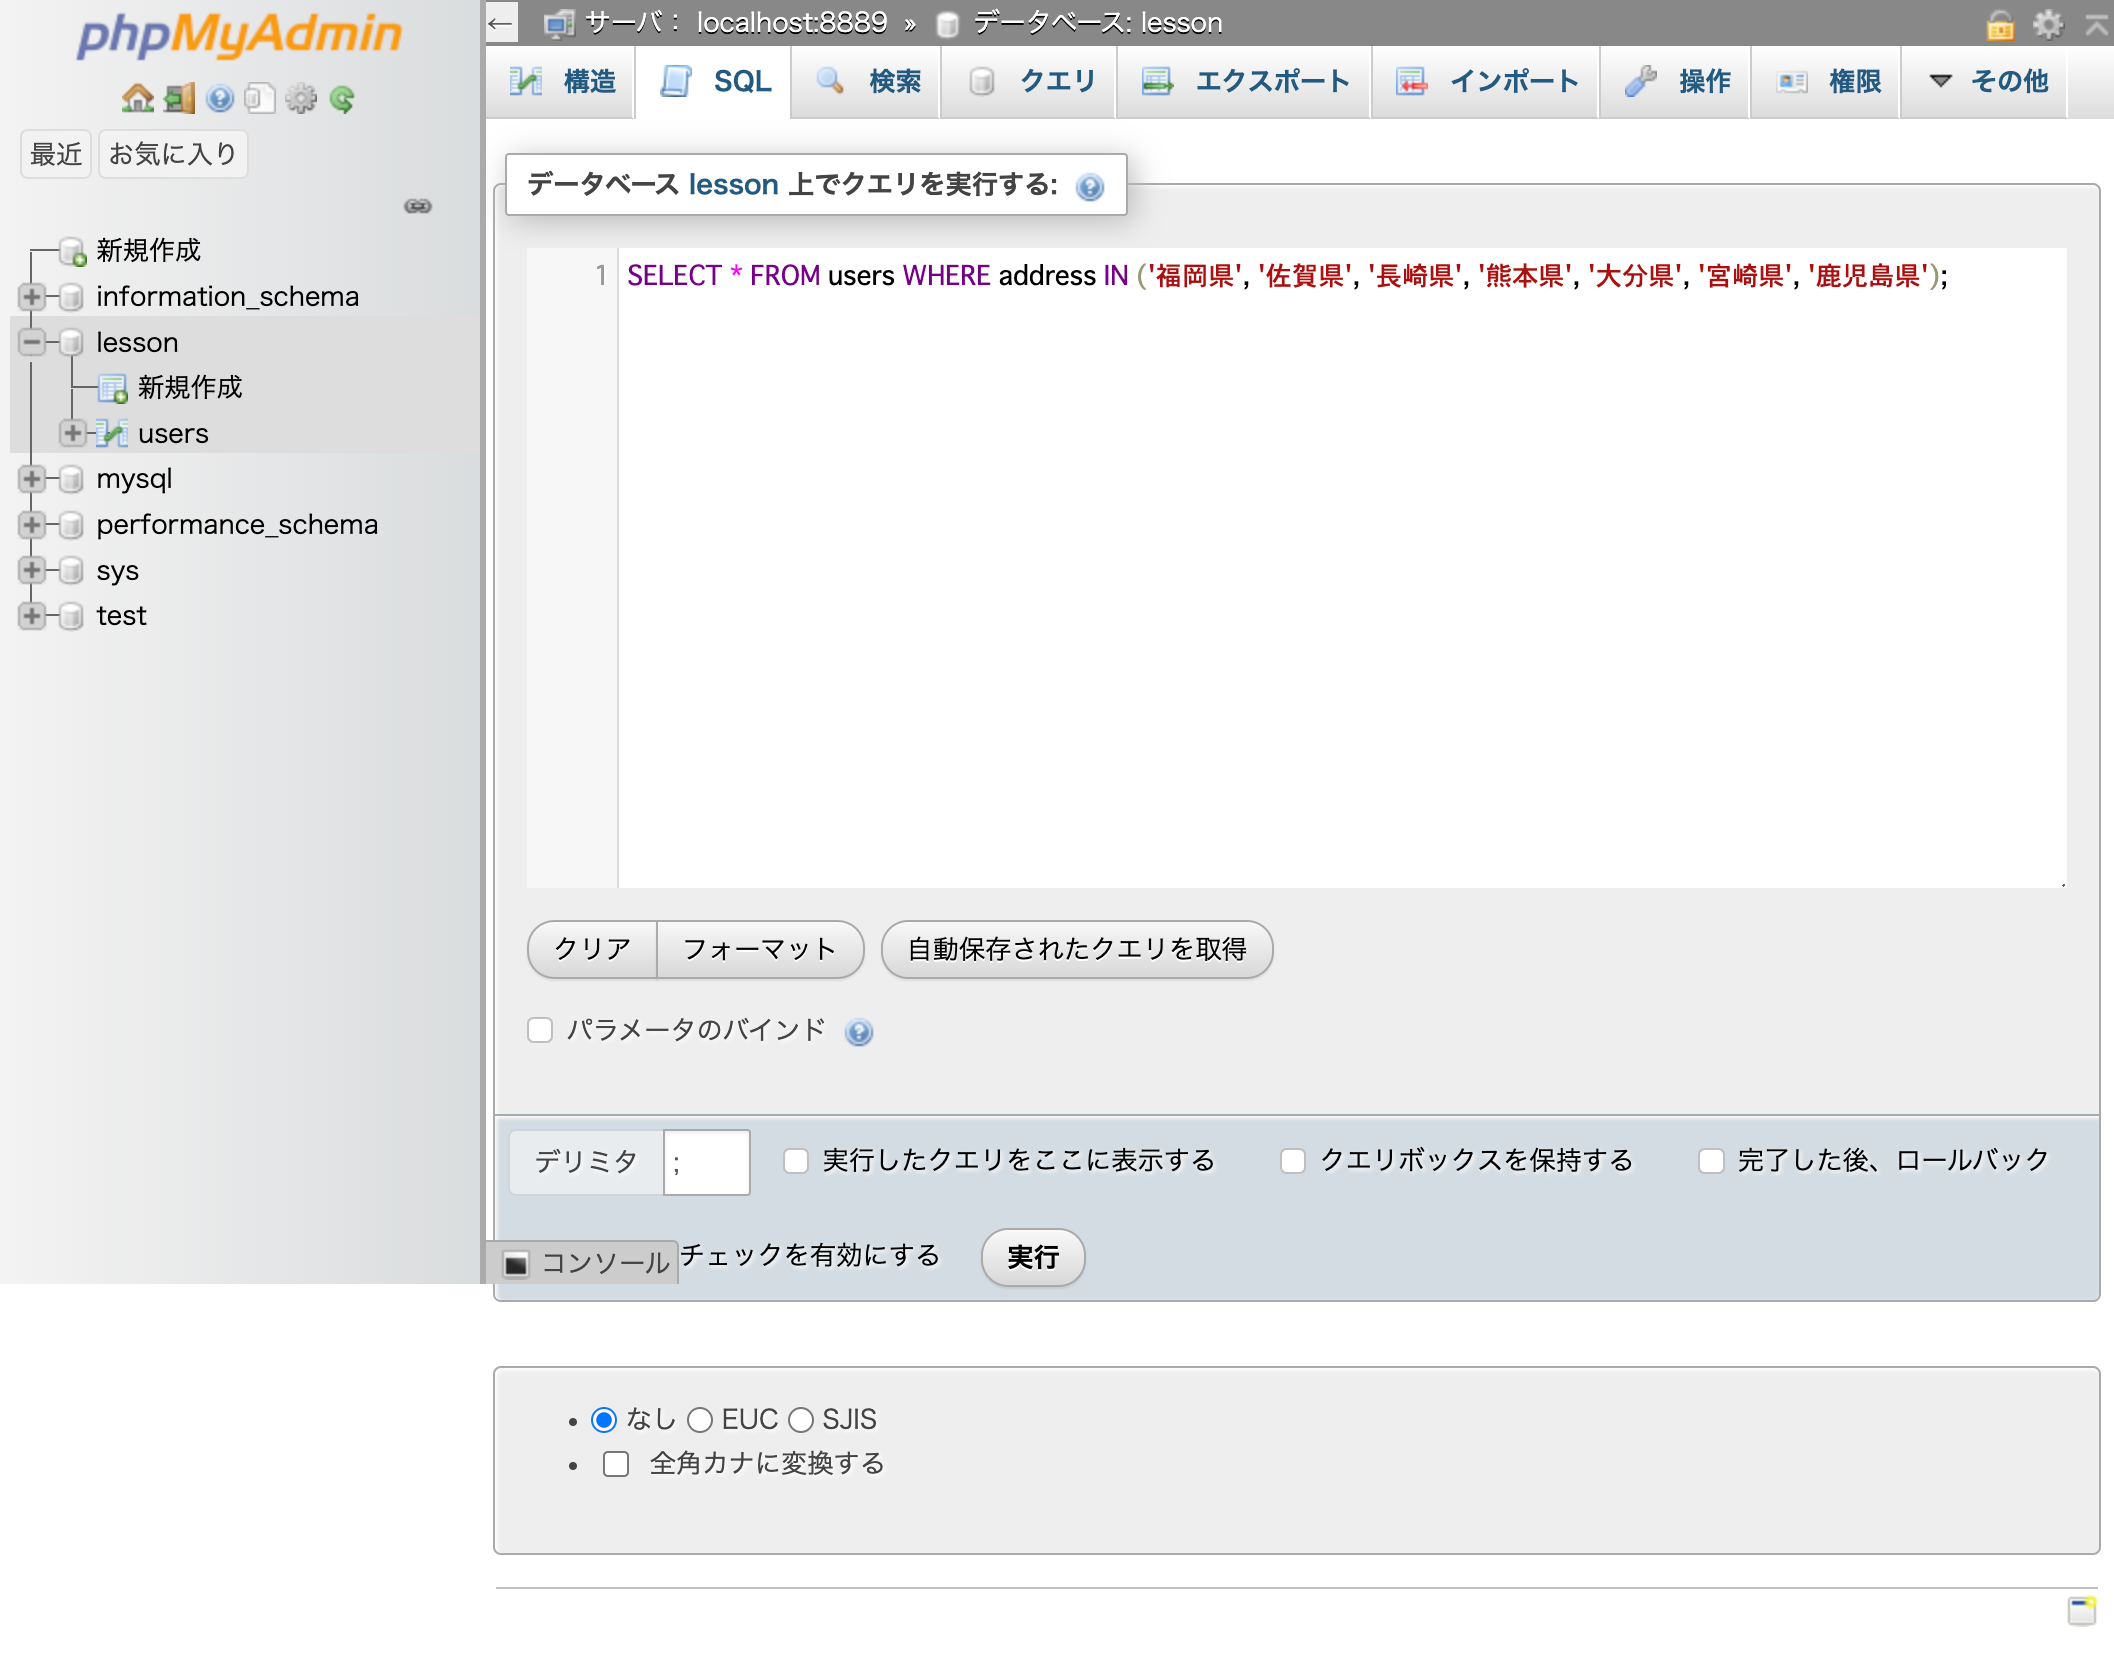 phpMyAdmin
最近 お気に入り
新規作成
information_schema
lesson
新規作成
users
mysql
performance_schema
sys
test
← サーバ： localhost:8889 » データベース: lesson
構造 SQL 検索 クエリ エクスポート インポート 操作 権限 その他
データベース lesson 上でクエリを実行する:
1 SELECT * FROM users WHERE address IN ('福岡県', '佐賀県', '長崎県', '熊本県', '大分県', '宮崎県', '鹿児島県');
クリア フォーマット 自動保存されたクエリを取得
パラメータのバインド
デリミタ ; 実行したクエリをここに表示する クエリボックスを保持する 完了した後、ロールバック
コンソール チェックを有効にする 実行
なし EUC SJIS
全角カナに変換する